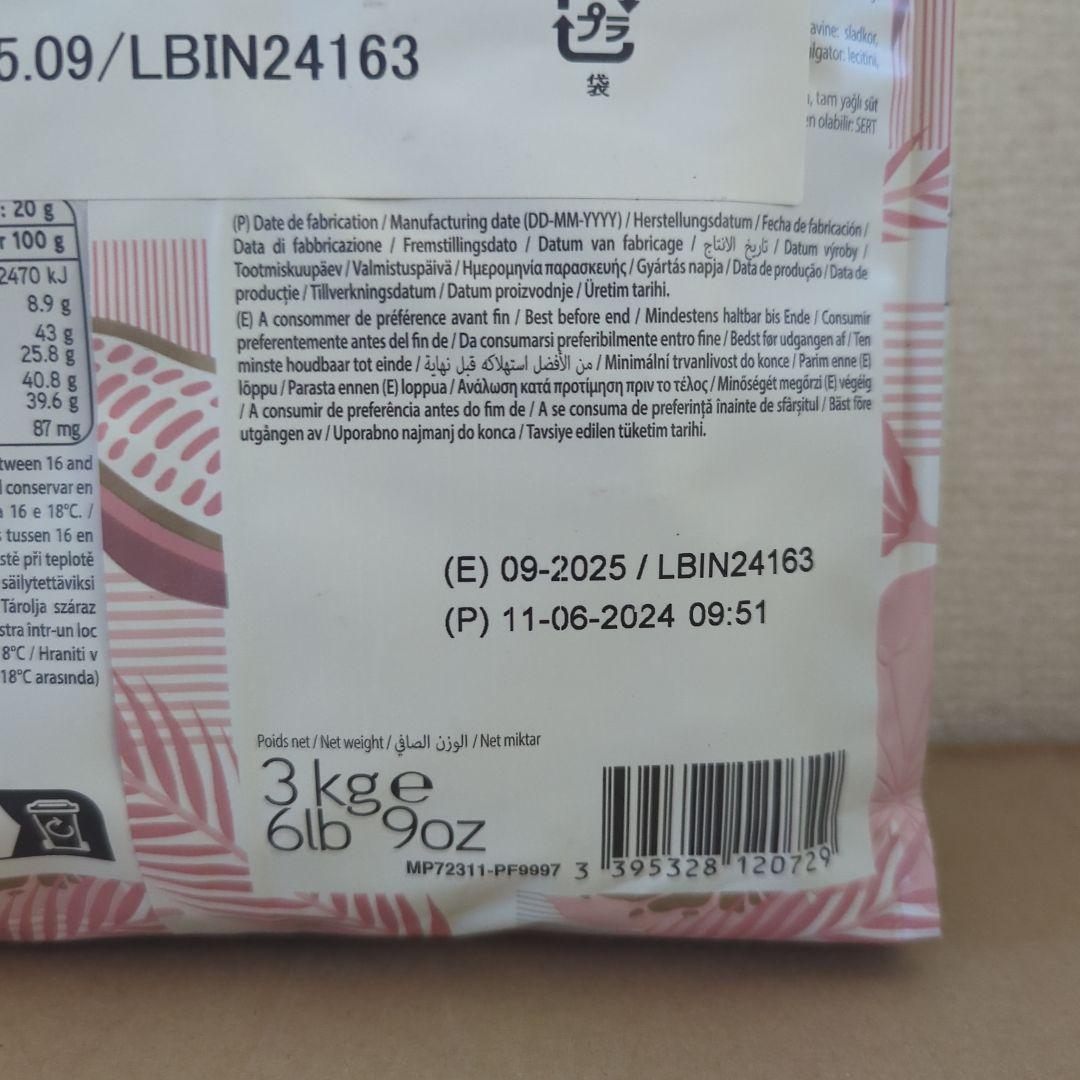 5.09/LBIN24163
プラ
袋
avine: sladkor,
lgator: lecitini,
, tam yağlı süt
en olabilir: SERT
: 20 g
r 100 g
2470 kJ
8.9 g
43 g
25.8 g
40.8 g
39.6 g
87 mg
tween 16 and
conservar en
a 16 e 18°C. /
tussen 16 en
stě při teplotě
säilytettäviksi
Tárolja száraz
stra într-un loc
8°C / Hraniti v
18°C arasında)
(P) Date de fabrication / Manufacturing date (DD-MM-YYYY) / Herstellungsdatum / Fecha de fabricación /
Data di fabbricazione / Fremstillingsdato / Datum van fabricage / تاريخ الإنتاج / Datum výroby /
Tootmiskuupäev / Valmistuspäivä / Ημερομηνία παρασκευής / Gyártás napja / Data de produção / Data de
producție / Tillverkningsdatum / Datum proizvodnje / Üretim tarihi.
(E) A consommer de préférence avant fin / Best before end / Mindestens haltbar bis Ende / Consumir
preferentemente antes del fin de / Da consumarsi preferibilmente entro fine / Bedst før udgangen af / Ten
minste houdbaar tot einde / من الأفضل استهلاكه قبل نهاية / Minimální trvanlivost do konce / Parim enne (E)
lõppu / Parasta ennen (E) loppua / Ανάλωση κατά προτίμηση πριν το τέλος / Minőségét megőrzi (E) végéig
/ A consumir de preferência antes do fim de / A se consuma de preferință înainte de sfârșitul / Bäst före
utgången av / Uporabno najmanj do konca / Tavsiye edilen tüketim tarihi.
(E) 09-2025 / LBIN24163
(P) 11-06-2024 09:51
Poids net / Net weight / الوزن الصافي / Net miktar
3 kg e
6lb 9oz
MP72311-PF9997 3 395328 120729